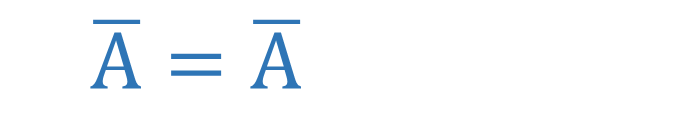 A̅ = A̅